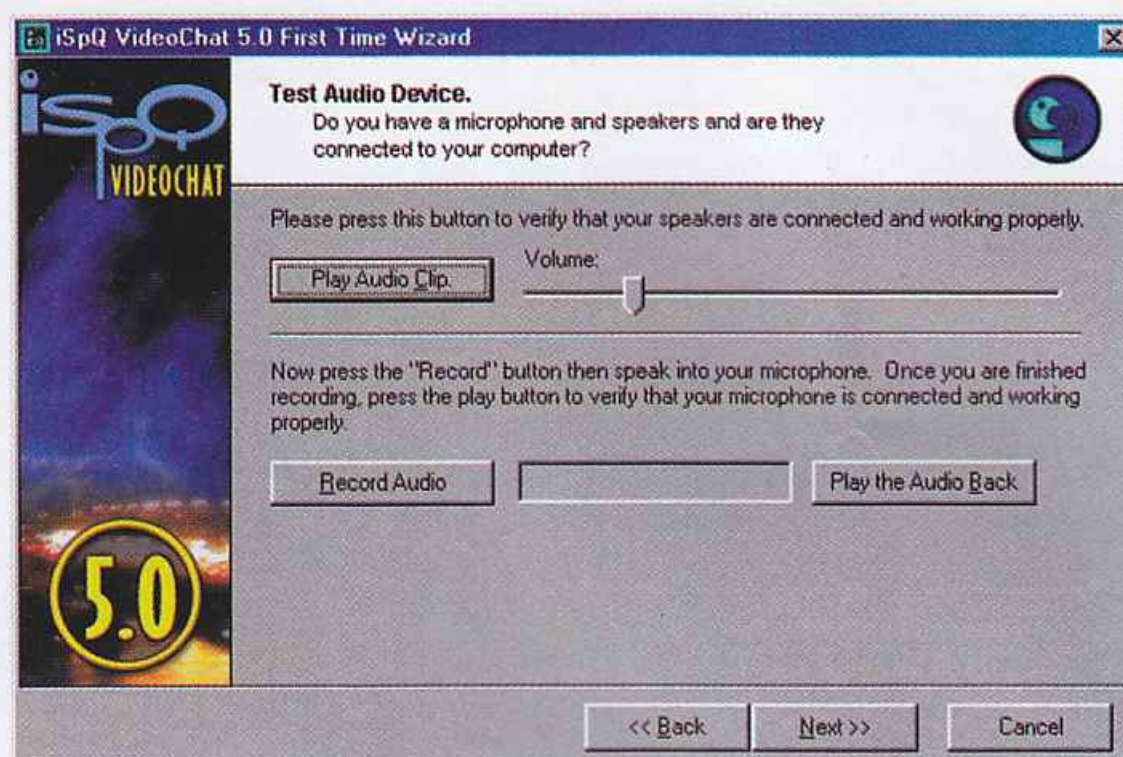 iSpQ VideoChat 5.0 First Time Wizard
iSpQ
VIDEOCHAT
Test Audio Device.
Do you have a microphone and speakers and are they
connected to your computer?
Please press this button to verify that your speakers are connected and working properly.
Play Audio Clip.
Volume:
Now press the "Record" button then speak into your microphone. Once you are finished
recording, press the play button to verify that your microphone is connected and working
properly.
Record Audio
Play the Audio Back
5.0
<< Back
Next >>
Cancel